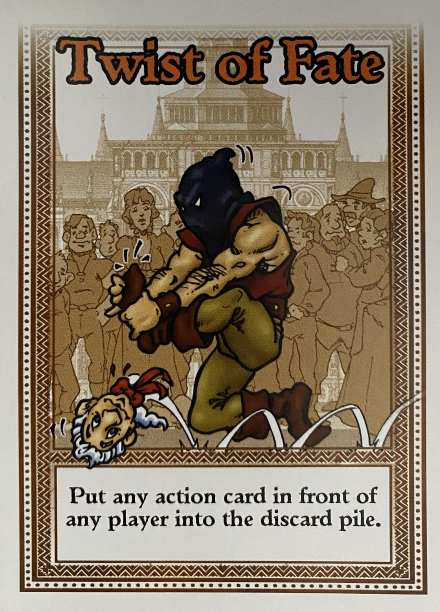 Twist of Fate
Put any action card in front of
any player into the discard pile.